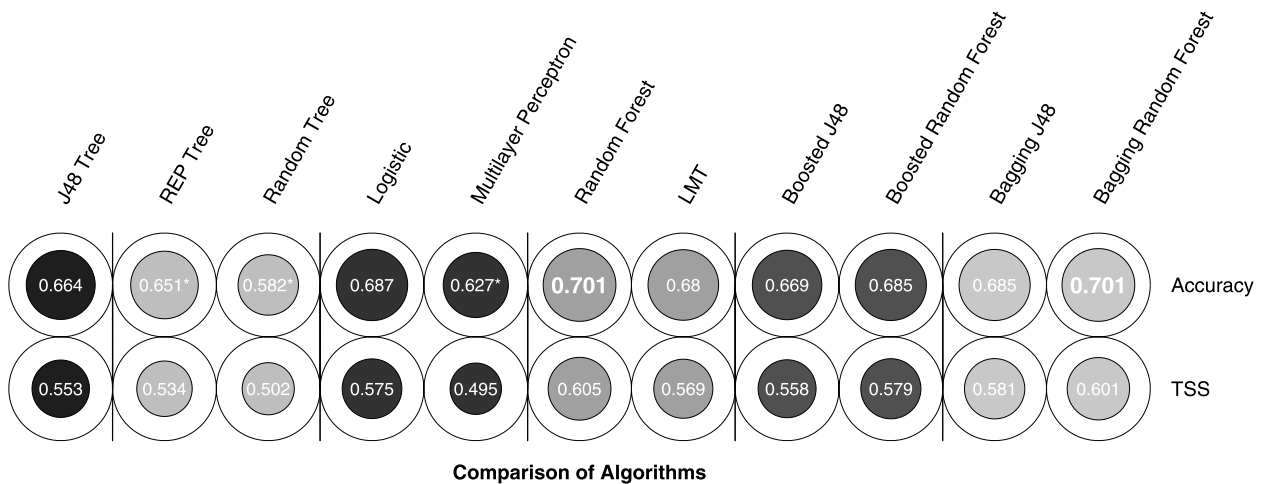 J48 Tree
REP Tree
Random Tree
Logistic
Multilayer Perceptron
Random Forest
LMT
Boosted J48
Boosted Random Forest
Bagging J48
Bagging Random Forest
0.664 0.651* 0.582* 0.687 0.627* 0.701 0.68 0.669 0.685 0.685 0.701 Accuracy
0.553 0.534 0.502 0.575 0.495 0.605 0.569 0.558 0.579 0.581 0.601 TSS
Comparison of Algorithms